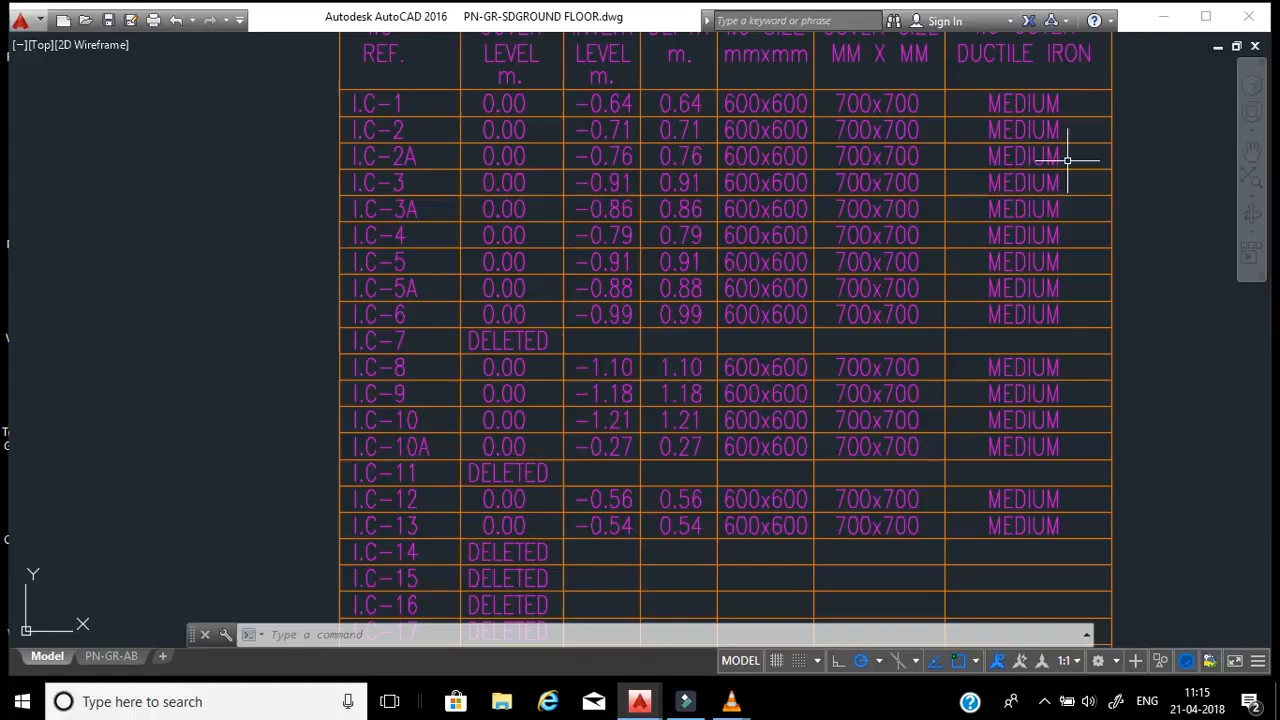 Autodesk AutoCAD 2016 PN-GR-SDGROUND FLOOR.dwg
Type a keyword or phrase
Sign In
[−][Top][2D Wireframe]
REF. LEVEL LEVEL m. mmxmm MM X MM DUCTILE IRON
m. m.
I.C-1 0.00 -0.64 0.64 600x600 700x700 MEDIUM
I.C-2 0.00 -0.71 0.71 600x600 700x700 MEDIUM
I.C-2A 0.00 -0.76 0.76 600x600 700x700 MEDIUM
I.C-3 0.00 -0.91 0.91 600x600 700x700 MEDIUM
I.C-3A 0.00 -0.86 0.86 600x600 700x700 MEDIUM
I.C-4 0.00 -0.79 0.79 600x600 700x700 MEDIUM
I.C-5 0.00 -0.91 0.91 600x600 700x700 MEDIUM
I.C-5A 0.00 -0.88 0.88 600x600 700x700 MEDIUM
I.C-6 0.00 -0.99 0.99 600x600 700x700 MEDIUM
I.C-7 DELETED
I.C-8 0.00 -1.10 1.10 600x600 700x700 MEDIUM
I.C-9 0.00 -1.18 1.18 600x600 700x700 MEDIUM
I.C-10 0.00 -1.21 1.21 600x600 700x700 MEDIUM
I.C-10A 0.00 -0.27 0.27 600x600 700x700 MEDIUM
I.C-11 DELETED
I.C-12 0.00 -0.56 0.56 600x600 700x700 MEDIUM
I.C-13 0.00 -0.54 0.54 600x600 700x700 MEDIUM
I.C-14 DELETED
I.C-15 DELETED
I.C-16 DELETED
I.C-17 DELETED
Y
X
Type a command
Model PN-GR-AB +
MODEL 1:1
Type here to search
ENG
11:15
21-04-2018
2